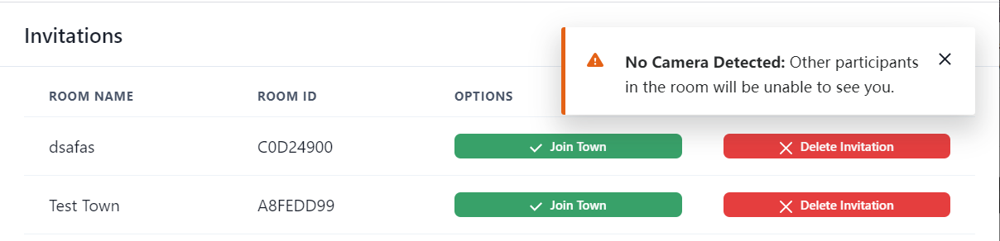 Invitations
No Camera Detected: Other participants
in the room will be unable to see you.
ROOM NAME ROOM ID OPTIONS
dsafas C0D24900 Join Town Delete Invitation
Test Town A8FEDD99 Join Town Delete Invitation